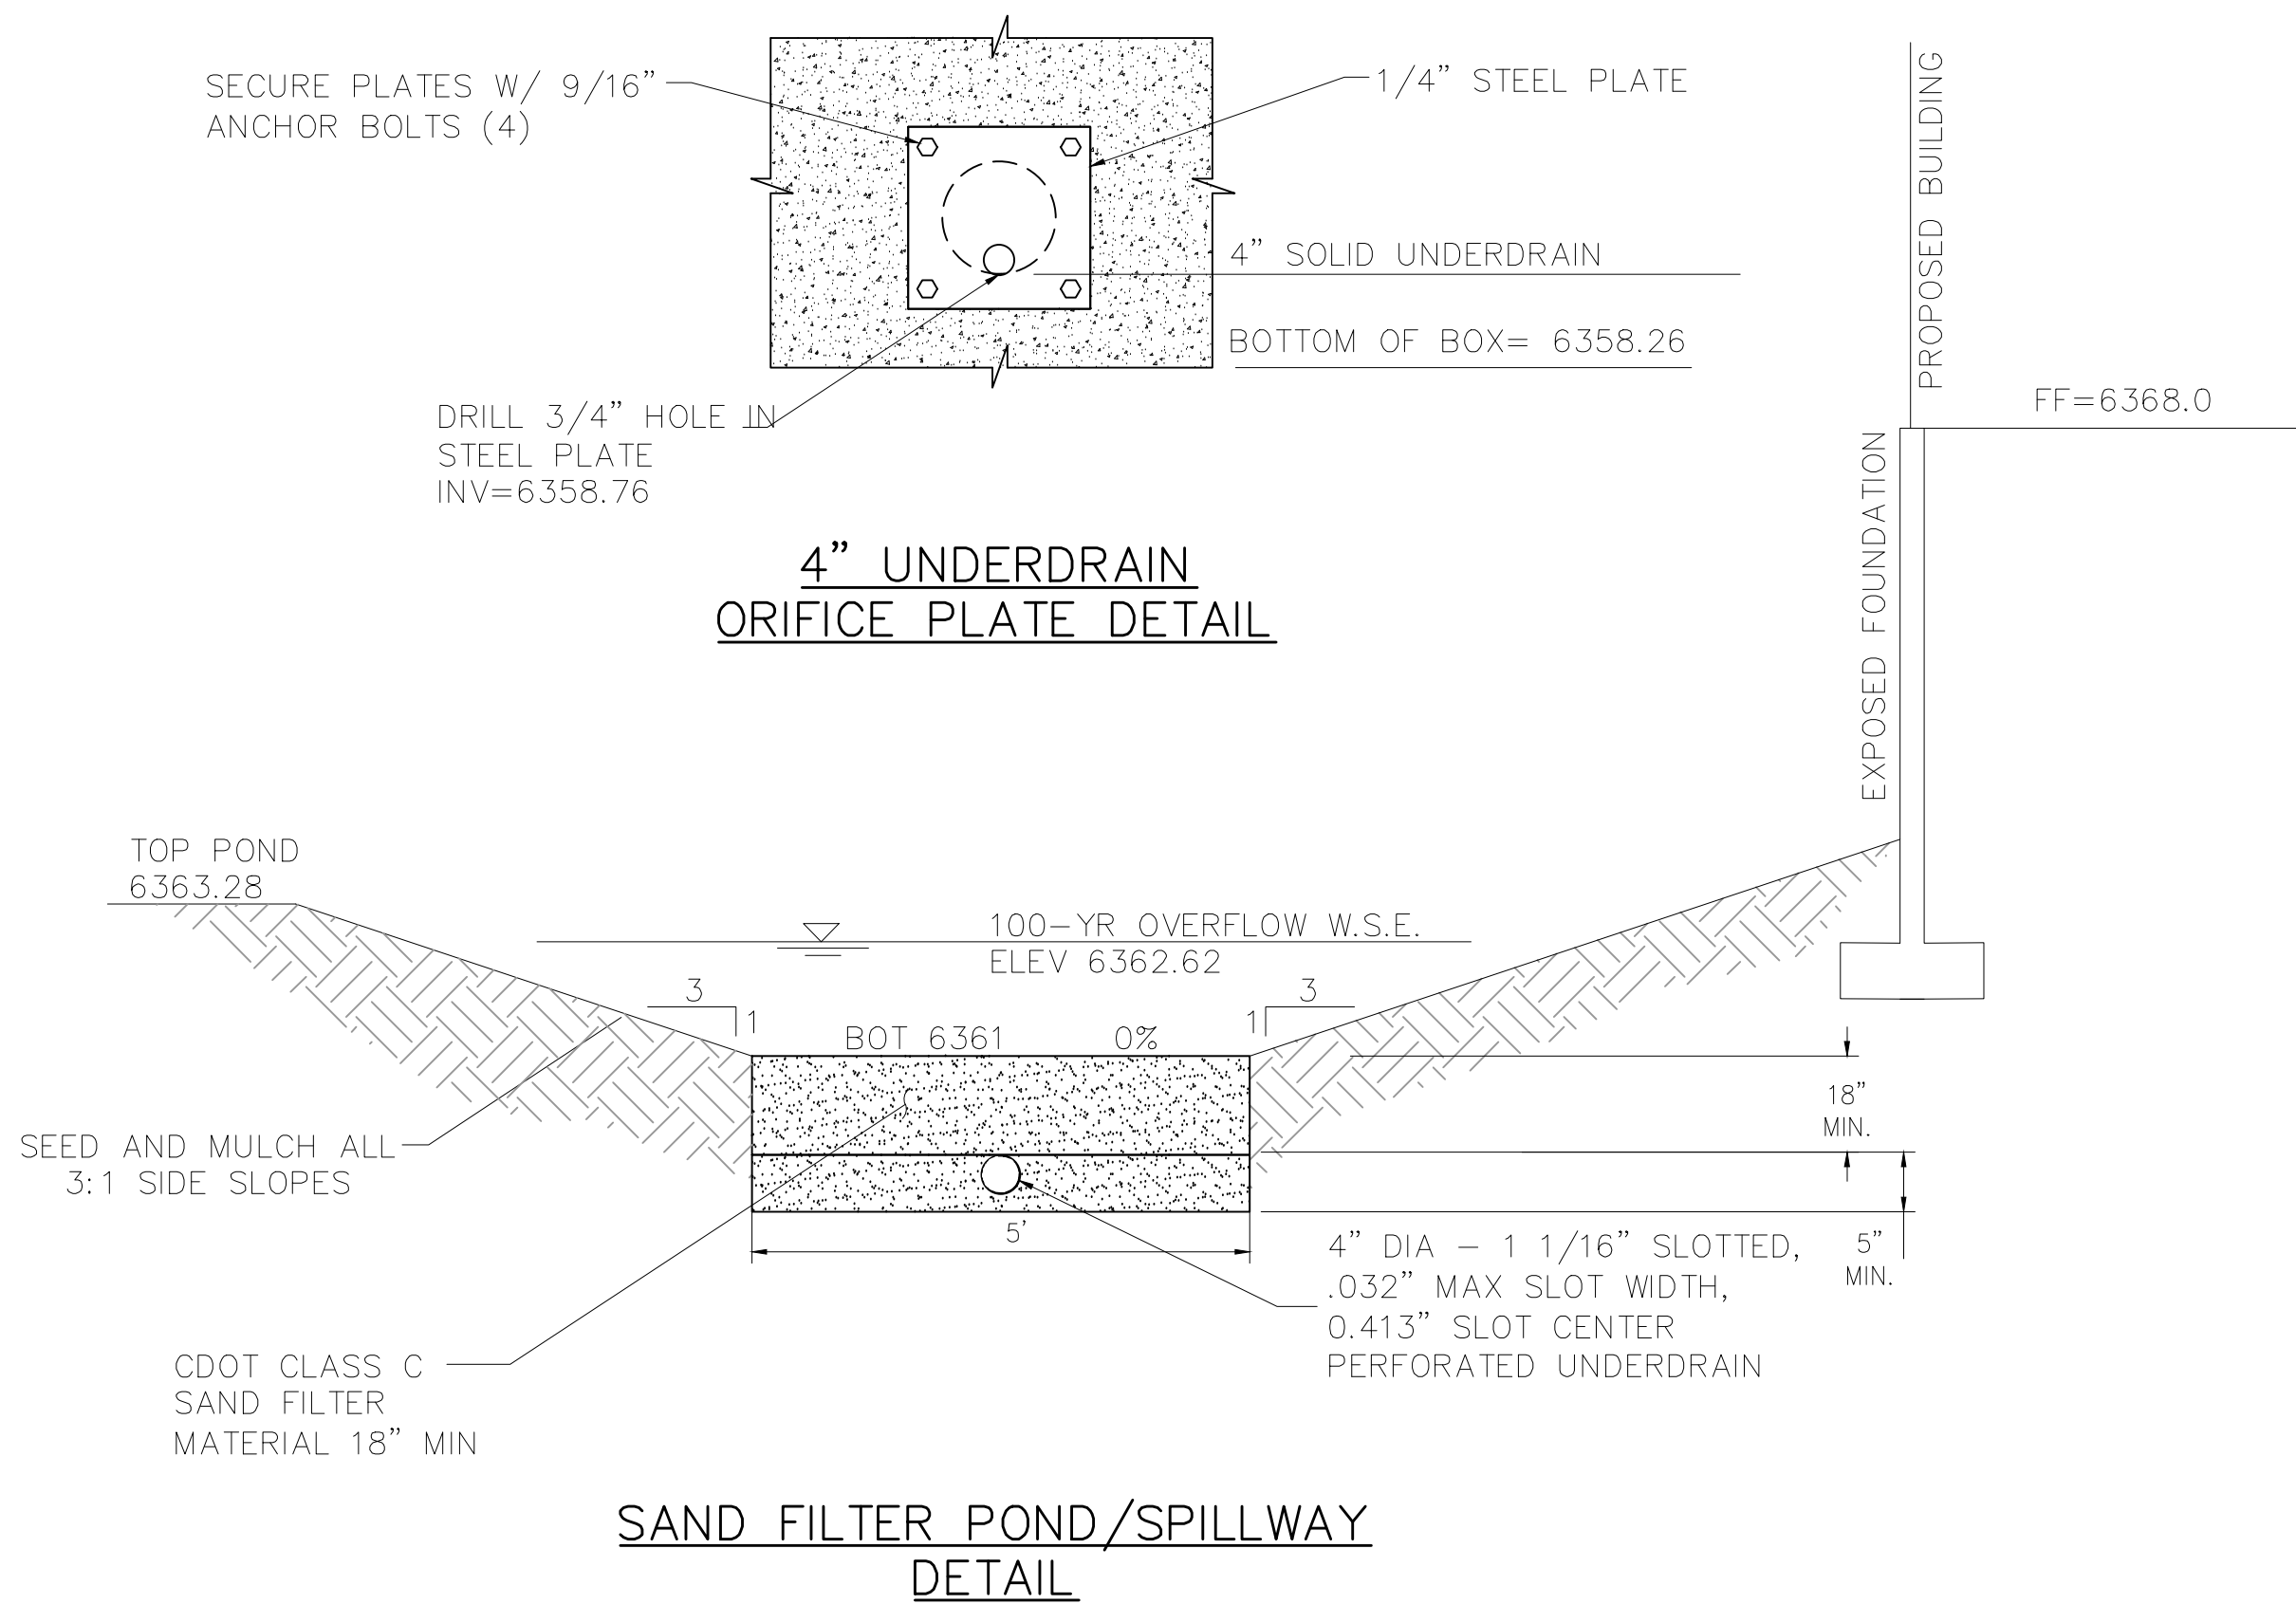 SECURE PLATES W/ 9/16”
ANCHOR BOLTS (4)
1/4” STEEL PLATE
4” SOLID UNDERDRAIN
BOTTOM OF BOX= 6358.26
DRILL 3/4” HOLE IN
STEEL PLATE
INV=6358.76
4” UNDERDRAIN
ORIFICE PLATE DETAIL
PROPOSED BUILDING
FF=6368.0
EXPOSED FOUNDATION
TOP POND
6363.28
100-YR OVERFLOW W.S.E.
ELEV 6362.62
3
1
3
1
BOT 6361 0%
18”
MIN.
SEED AND MULCH ALL
3:1 SIDE SLOPES
5’
5”
MIN.
4” DIA - 1 1/16” SLOTTED,
.032” MAX SLOT WIDTH,
0.413” SLOT CENTER
PERFORATED UNDERDRAIN
CDOT CLASS C
SAND FILTER
MATERIAL 18” MIN
SAND FILTER POND/SPILLWAY
DETAIL